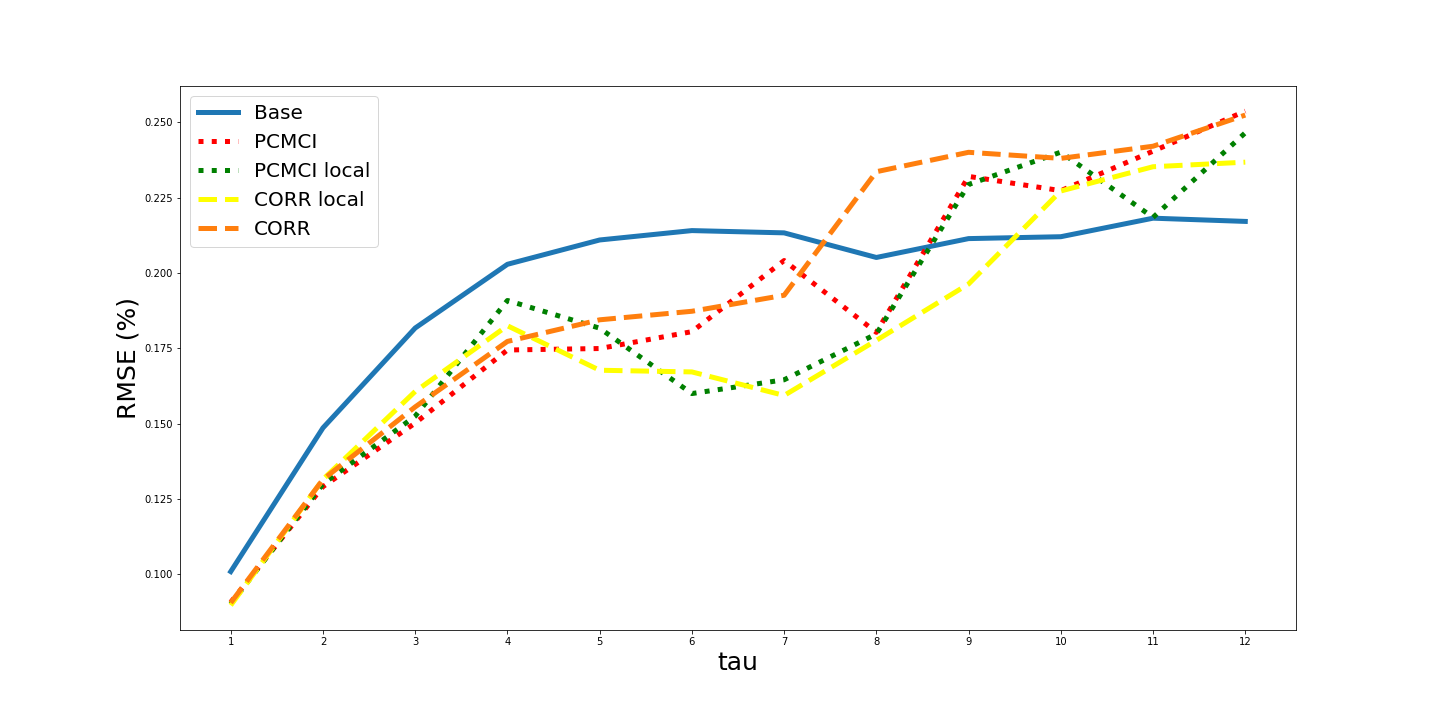 Base
PCMCI
PCMCI local
CORR local
CORR
RMSE (%)
0.250
0.225
0.200
0.175
0.150
0.125
0.100
1 2 3 4 5 6 7 8 9 10 11 12
tau